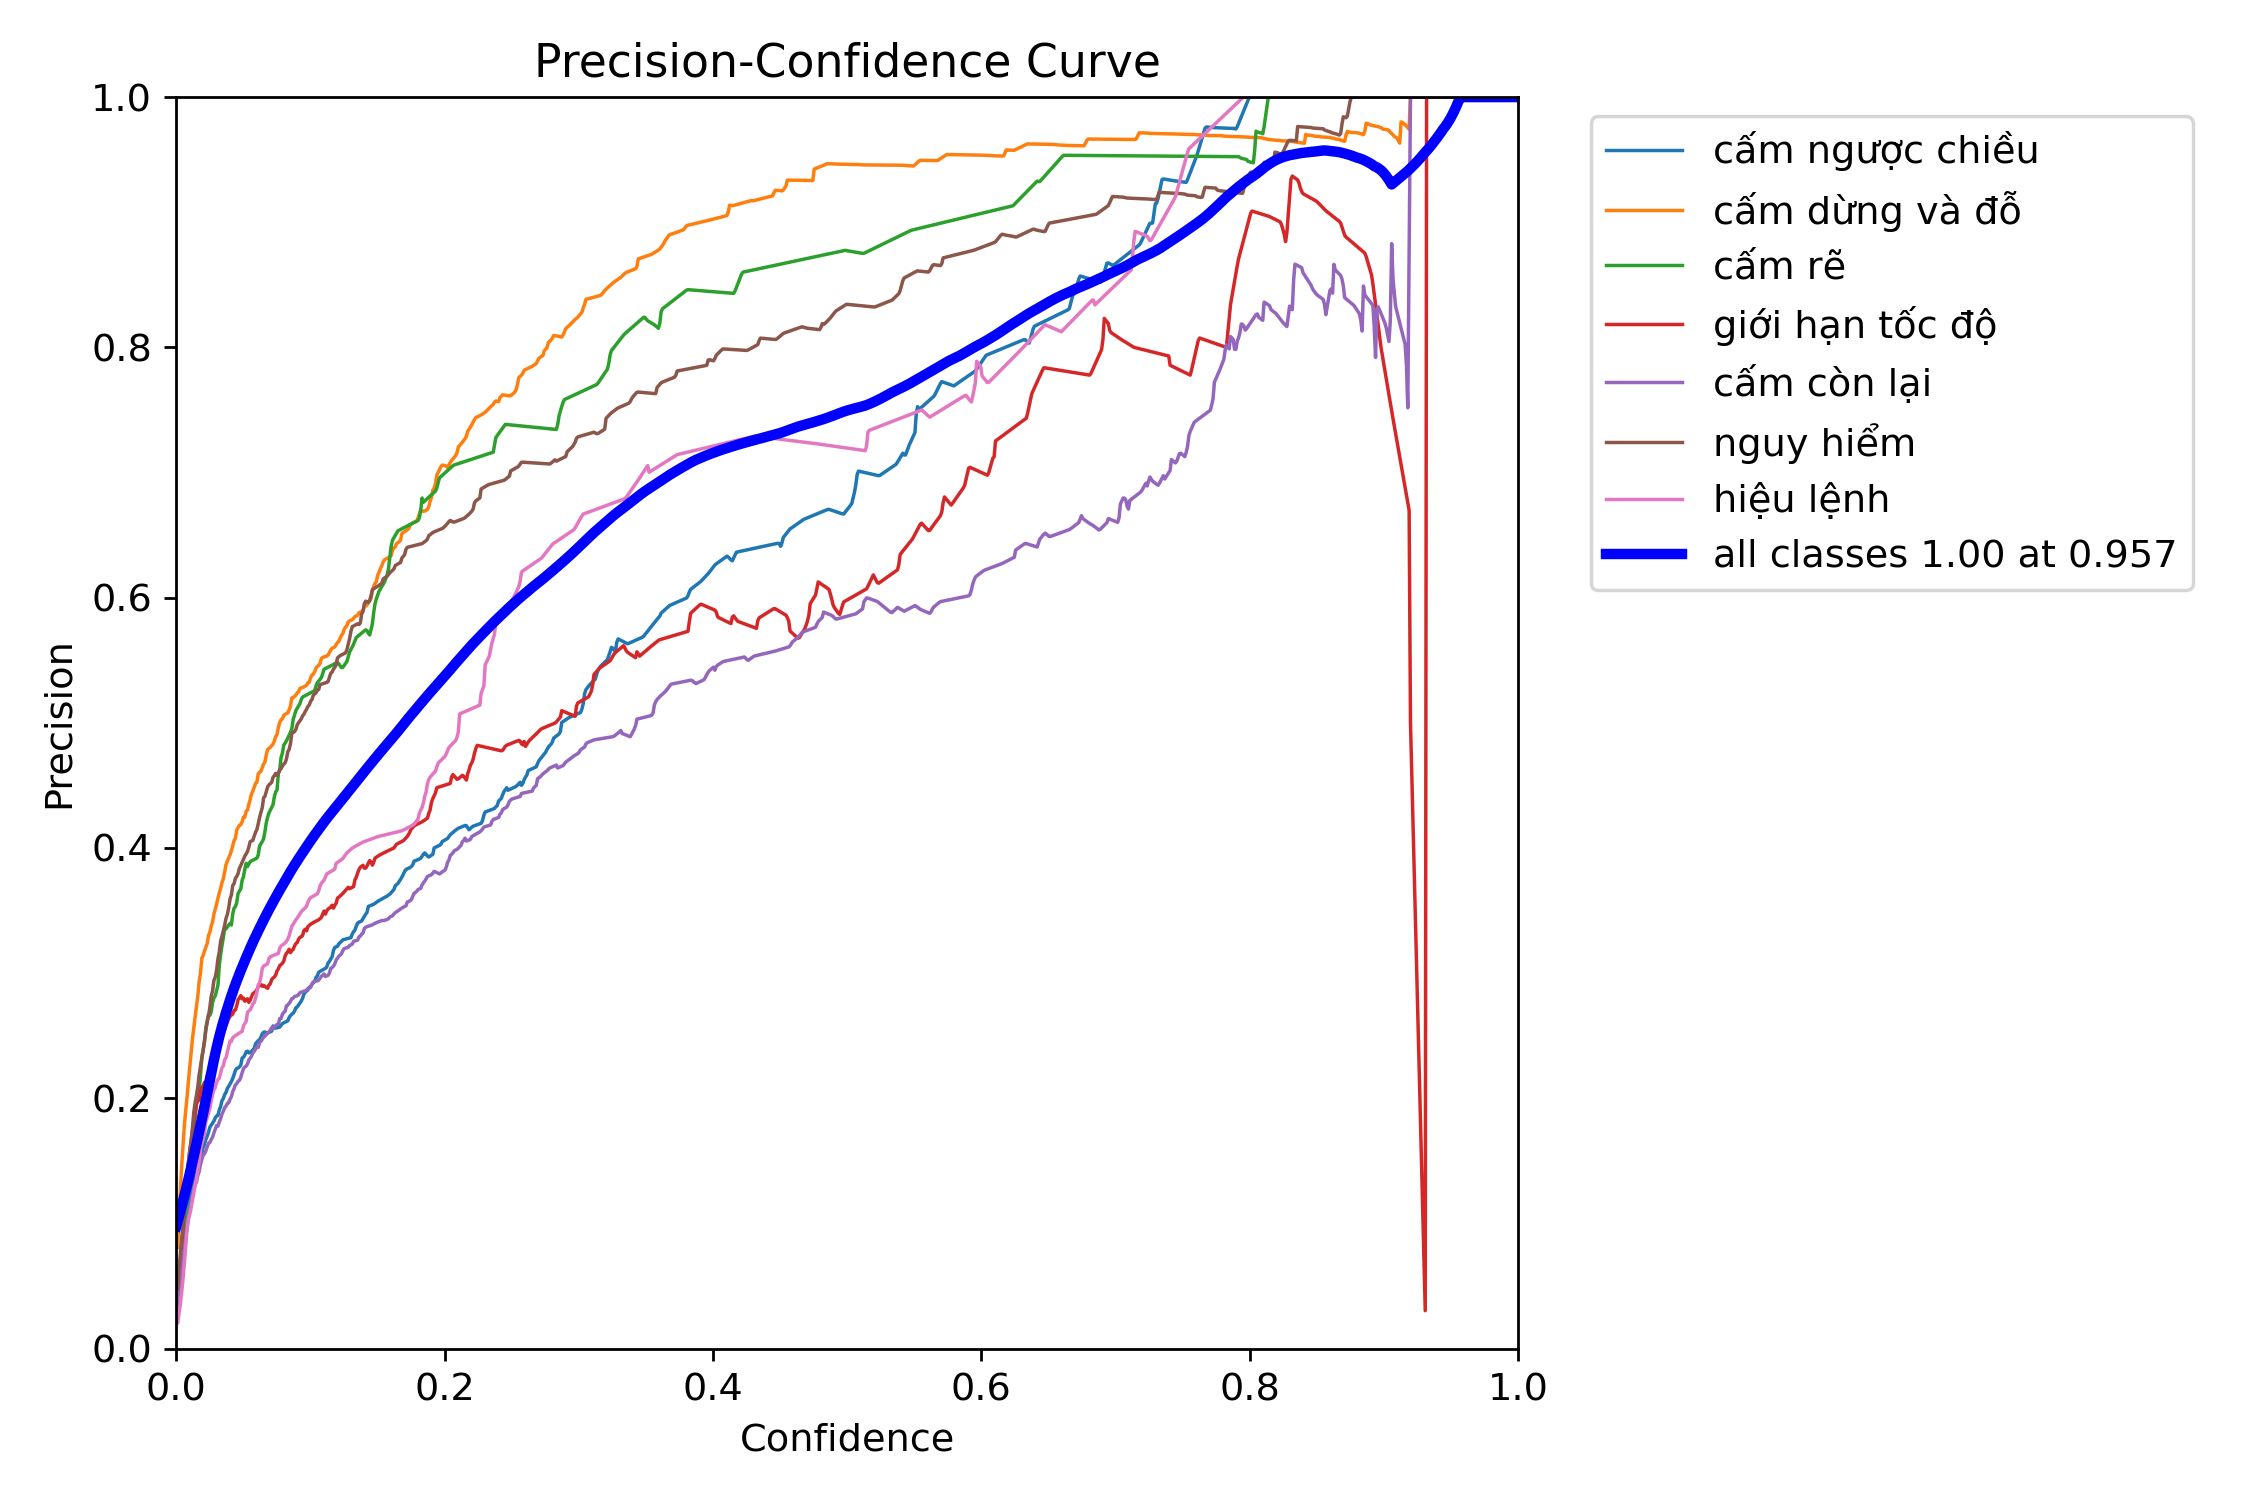 Precision-Confidence Curve
1.0
0.8
0.6
0.4
0.2
0.0
Precision
0.0 0.2 0.4 0.6 0.8 1.0
Confidence
cấm ngược chiều
cấm dừng và đỗ
cấm rẽ
giới hạn tốc độ
cấm còn lại
nguy hiểm
hiệu lệnh
all classes 1.00 at 0.957